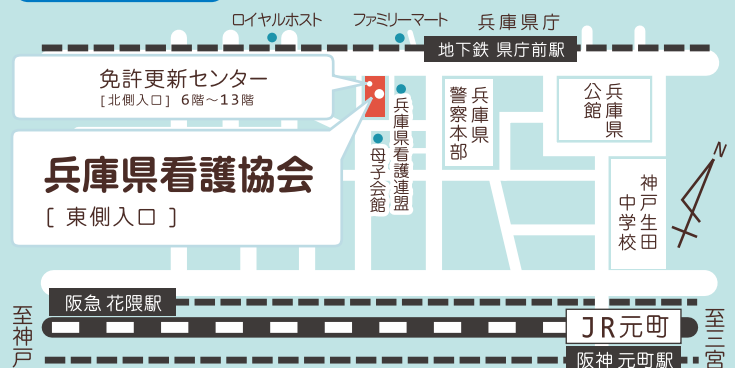 ロイヤルホスト
ファミリーマート
兵庫県庁
地下鉄 県庁前駅
免許更新センター
[北側入口] 6階〜13階
兵庫県看護協会
[ 東側入口 ]
兵庫県看護連盟
母子会館
兵庫県
警察本部
兵庫県
公館
N
神戸生田
中学校
阪急 花隈駅
至神戸
JR元町
阪神 元町駅
至三宮